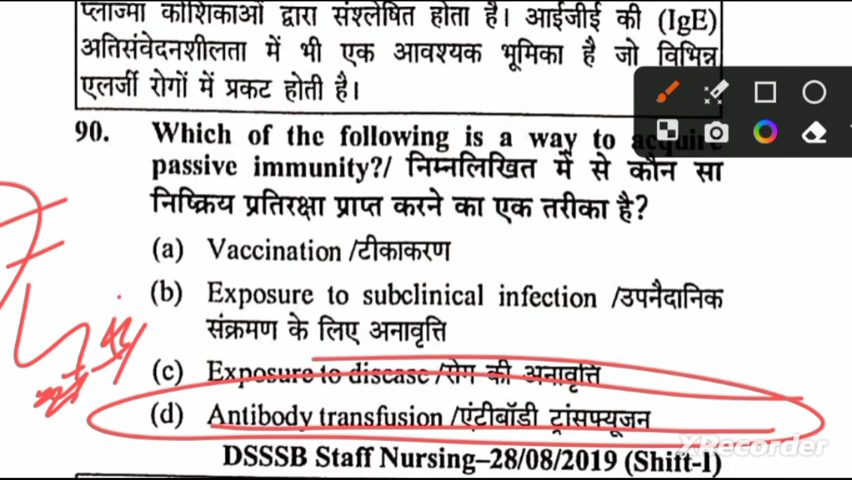 प्लाज्मा कोशिकाओं द्वारा संश्लेषित होता है। आईजीई की (IgE)
अतिसंवेदनशीलता में भी एक आवश्यक भूमिका है जो विभिन्न
एलर्जी रोगों में प्रकट होती है।
90. Which of the following is a way to acquire
passive immunity?/ निम्नलिखित में से कौन सा
निष्क्रिय प्रतिरक्षा प्राप्त करने का एक तरीका है?
(a) Vaccination /टीकाकरण
(b) Exposure to subclinical infection /उपनैदानिक
संक्रमण के लिए अनावृत्ति
(c) Exposure to disease /रोग की अनावृत्ति
(d) Antibody transfusion /एंटीबॉडी ट्रांसफ्यूजन
XRecorder
DSSSB Staff Nursing–28/08/2019 (Shift-I)